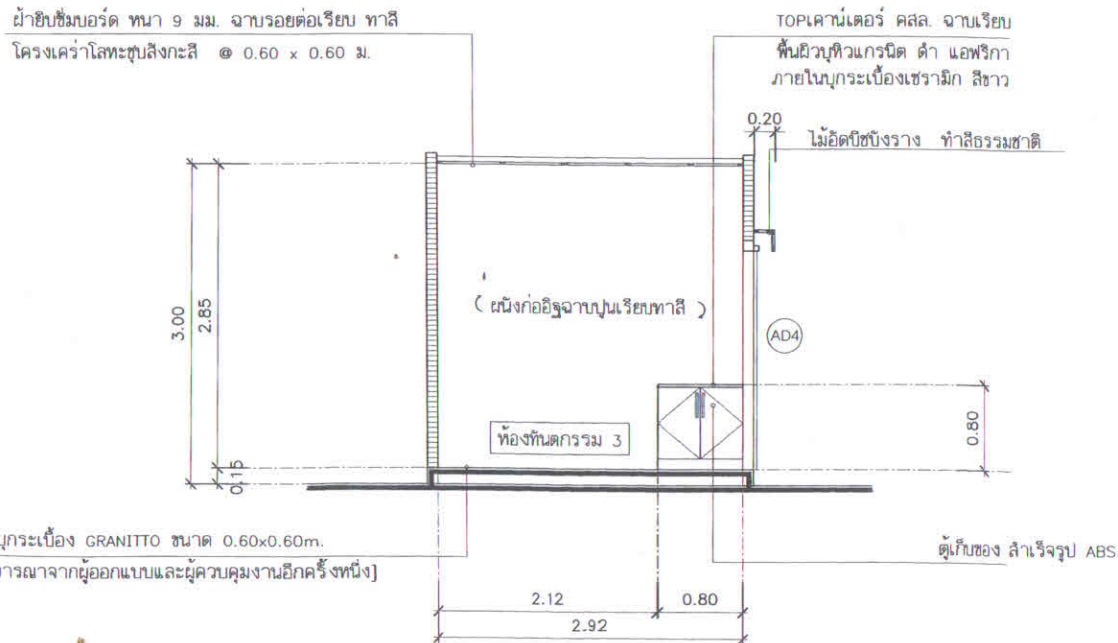 ฝ้ายิบซั่มบอร์ด หนา 9 มม. ฉาบรอยต่อเรียบ ทาสี
โครงเคร่าโลหะชุบสังกะสี @ 0.60 x 0.60 ม.
TOPเคาน์เตอร์ คสล. ฉาบเรียบ
พื้นผิวบุหิวแกรนิต ดำ แอฟริกา
ภายในบุกระเบื้องเซรามิก สีขาว
0.20
ไม้อัดปิชบังราง ทำสีธรรมชาติ
3.00
2.85
( ผนังก่ออิฐฉาบปูนเรียบทาสี )
AD4
0.80
ห้องทันตกรรม 3
0.15
บุกระเบื้อง GRANITTO ขนาด 0.60x0.60m.
ารณาจากผู้ออกแบบและผู้ควบคุมงานอีกครั้งหนึ่ง]
ตู้เก็บของ สำเร็จรูป ABS
2.12
0.80
2.92